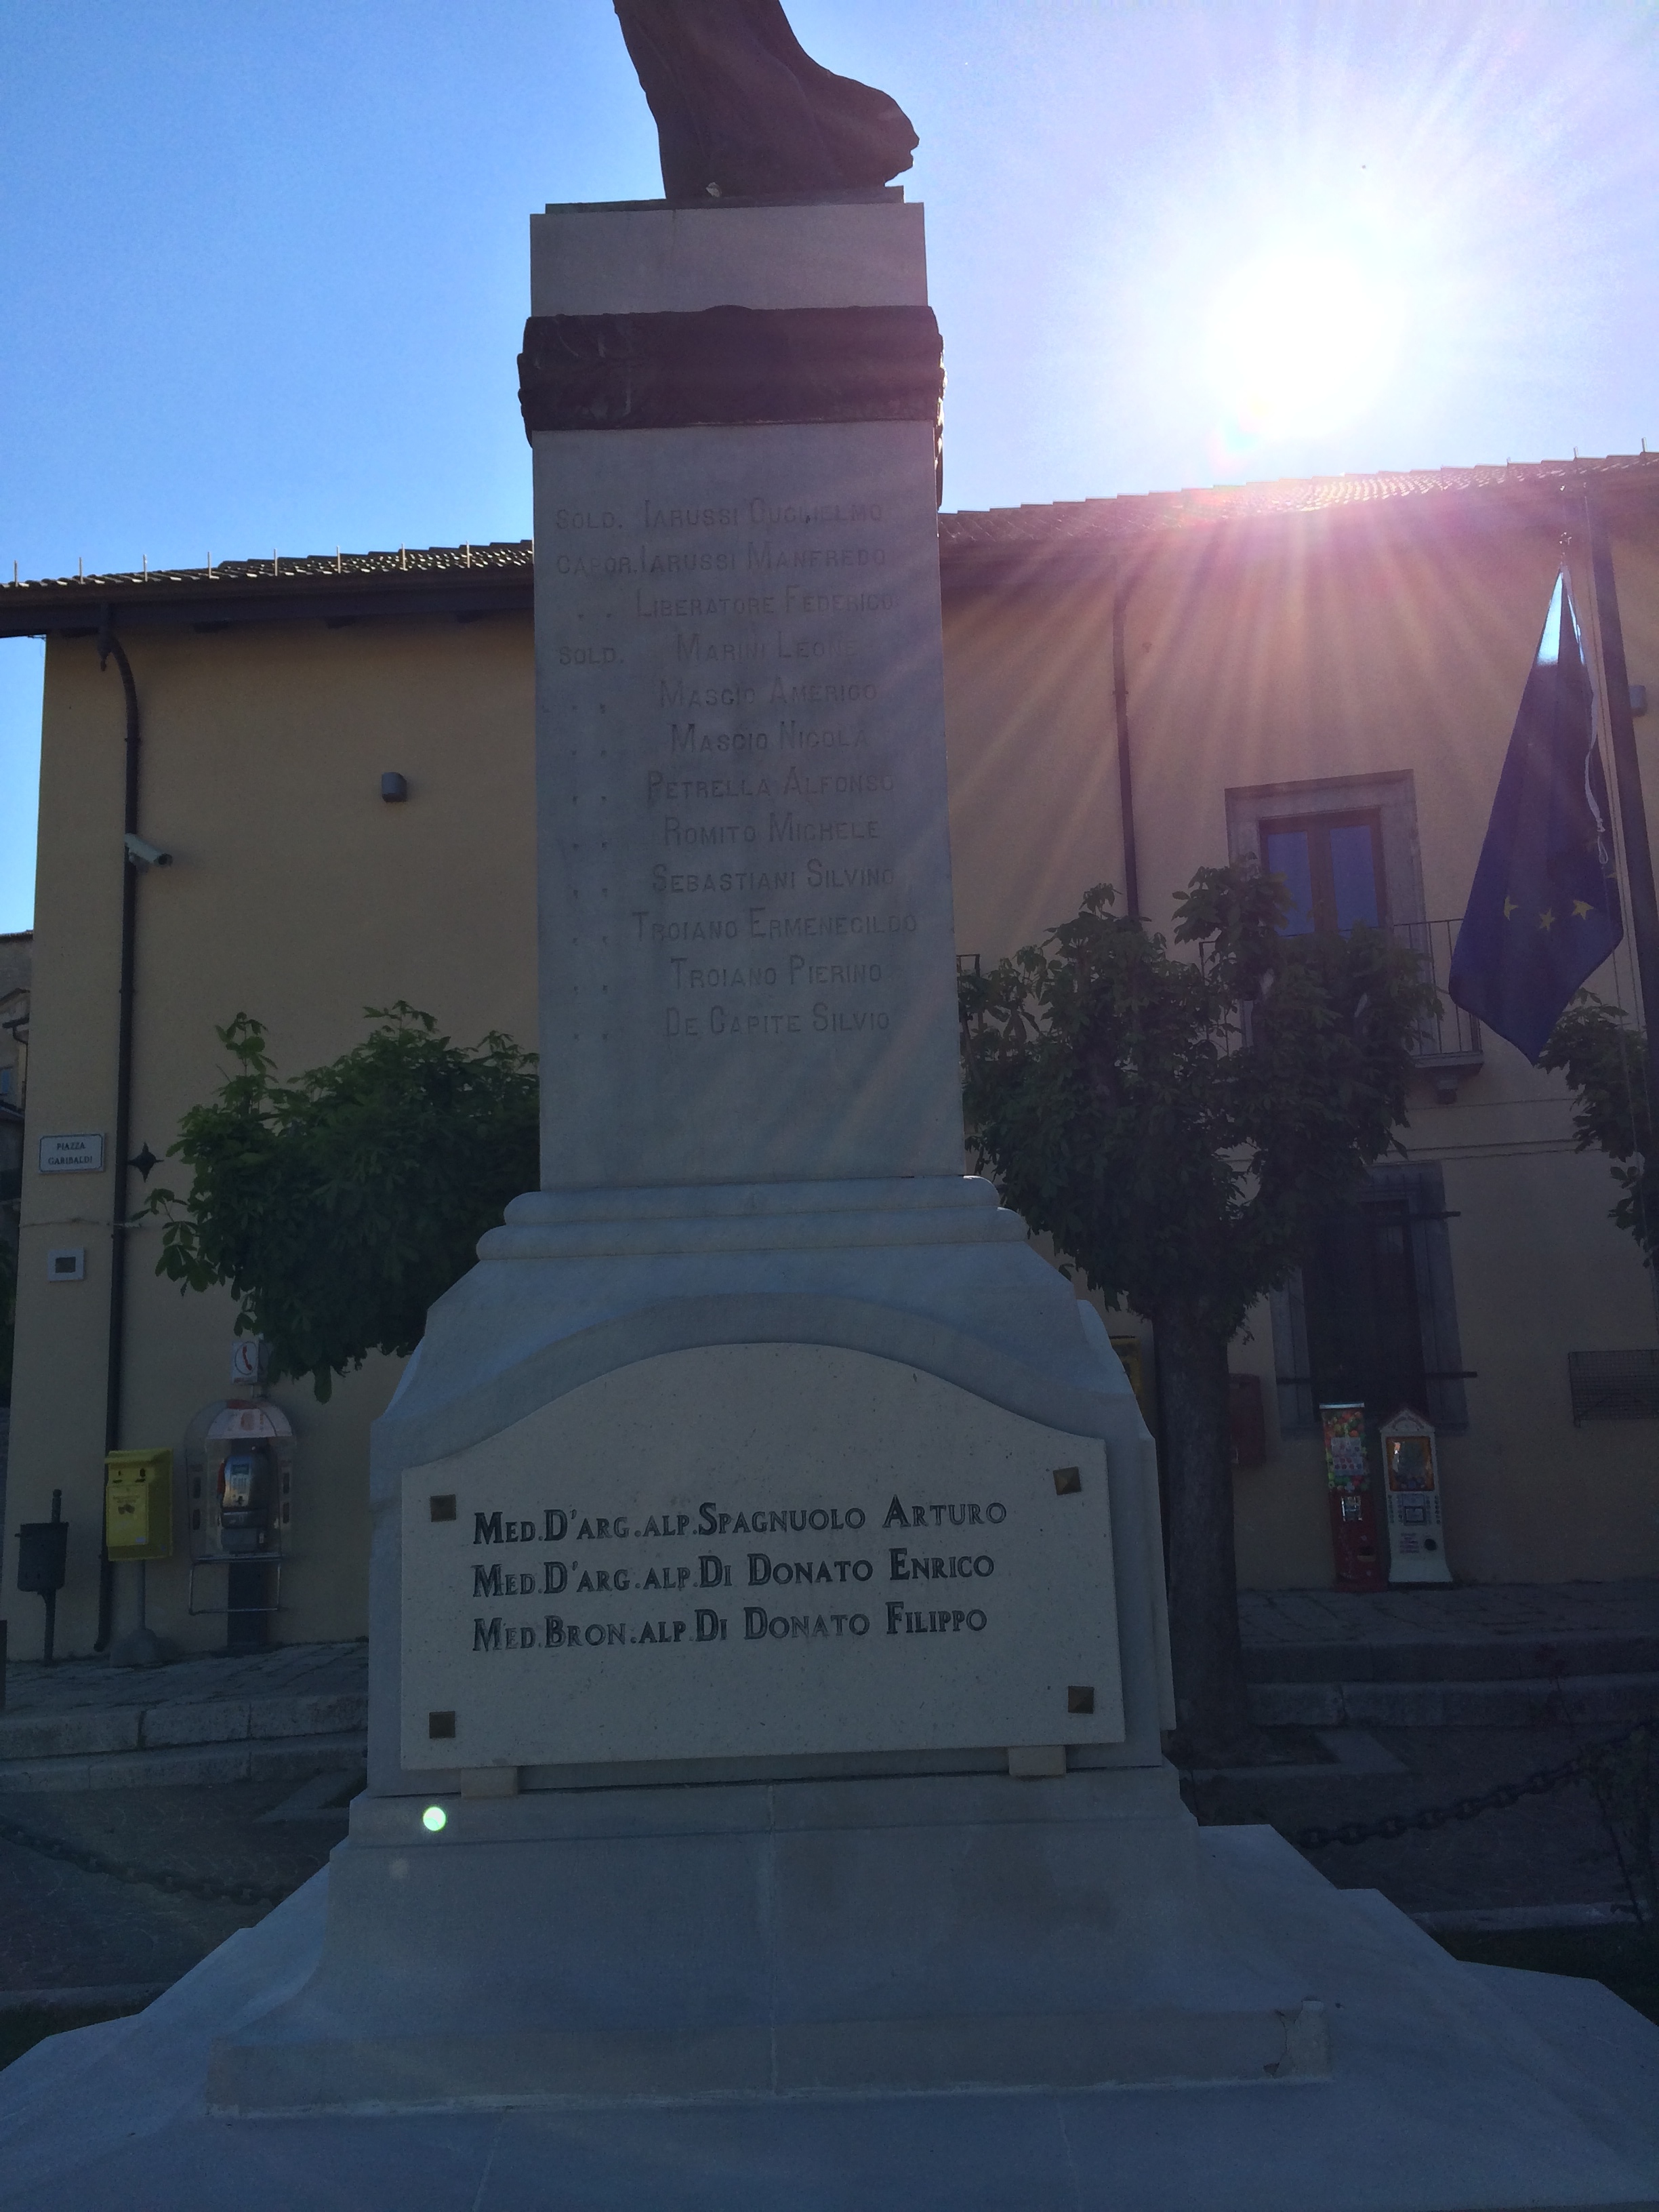 SOLD. IARUSSI GUGLIELMO
CAPOR. IARUSSI MANFREDO
. . LIBERATORE FEDERICO
SOLD. MARINI LEONE
. . MASCIO AMERIGO
. . MASCIO NICOLA
. . PETRELLA ALFONSO
. . ROMITO MICHELE
. . SEBASTIANI SILVINO
. . TROIANO ERMENEGILDO
. . TROIANO PIERINO
. . DE CAPITE SILVIO
PIAZZA
GARIBALDI
MED. D'ARG. ALP. SPAGNUOLO ARTURO
MED. D'ARG. ALP. DI DONATO ENRICO
MED. BRON. ALP. DI DONATO FILIPPO